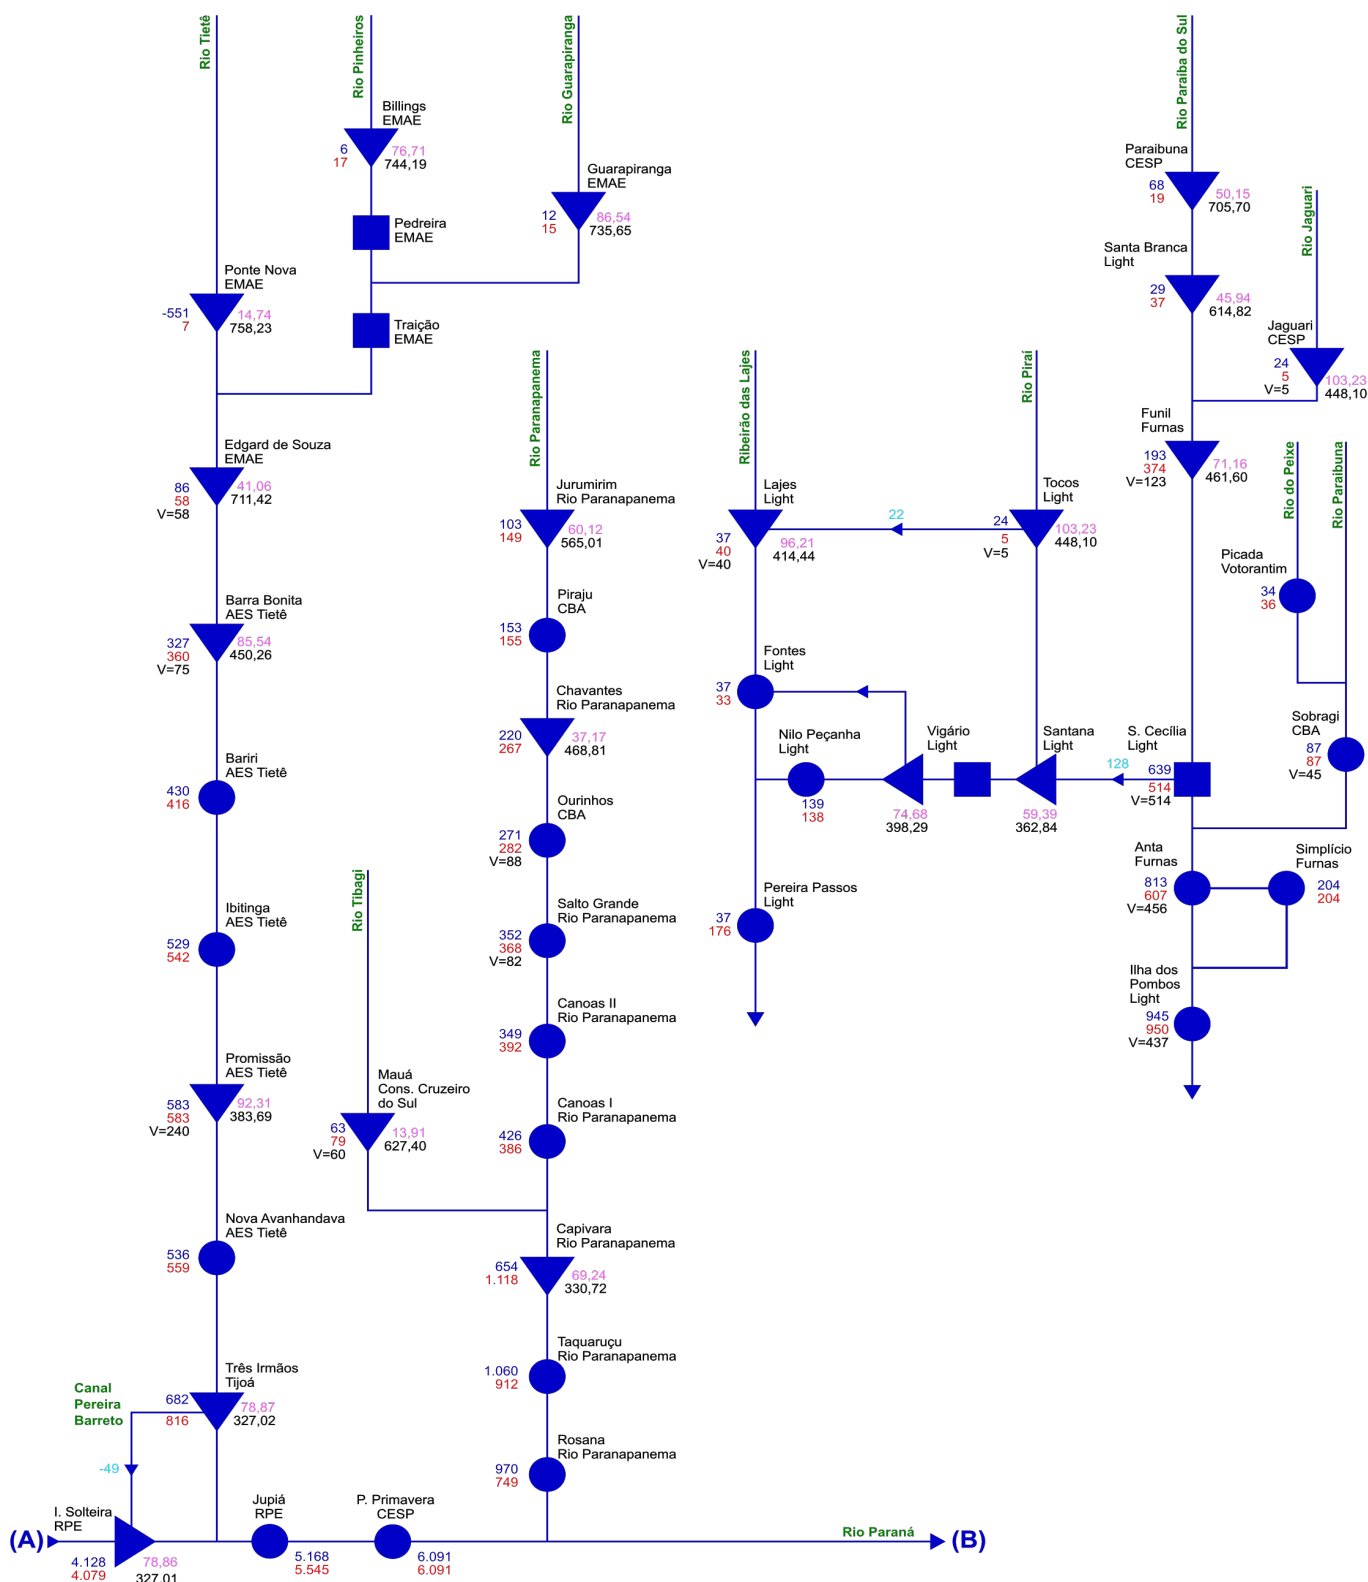 Rio Tietê
Rio Pinheiros
Rio Guarapiranga
Rio Paraíba do Sul
Billings
EMAE
6
17
76,71
744,19
Guarapiranga
EMAE
12
15
86,54
735,65
Pedreira
EMAE
Ponte Nova
EMAE
-551
7
14,74
758,23
Traição
EMAE
Paraibuna
CESP
68
19
50,15
705,70
Rio Jaguari
Santa Branca
Light
29
37
45,94
614,82
Jaguari
CESP
24
5
V=5
103,23
448,10
Edgard de Souza
EMAE
86
58
V=58
41,06
711,42
Rio Paranapanema
Ribeirão das Lajes
Rio Piraí
Funil
Furnas
193
374
V=123
71,16
461,60
Rio do Peixe
Rio Paraibuna
Jurumirim
Rio Paranapanema
103
149
60,12
565,01
Lajes
Light
37
40
V=40
96,21
414,44
22
Tocos
Light
24
5
V=5
103,23
448,10
Picada
Votorantim
34
36
Barra Bonita
AES Tietê
327
360
V=75
85,54
450,26
Piraju
CBA
153
155
Fontes
Light
37
33
Chavantes
Rio Paranapanema
220
267
37,17
468,81
Nilo Peçanha
Light
139
138
Vigário
Light
74,68
398,29
Santana
Light
59,39
362,84
128
S. Cecília
Light
639
514
V=514
Sobragi
CBA
87
87
V=45
Bariri
AES Tietê
430
416
Ourinhos
CBA
271
282
V=88
Anta
Furnas
813
607
V=456
Simplício
Furnas
204
204
Rio Tibagi
Ibitinga
AES Tietê
529
542
Salto Grande
Rio Paranapanema
352
368
V=82
Pereira Passos
Light
37
176
Canoas II
Rio Paranapanema
349
392
Ilha dos
Pombos
Light
945
950
V=437
Promissão
AES Tietê
583
583
V=240
92,31
383,69
Mauá
Cons. Cruzeiro
do Sul
63
79
V=60
13,91
627,40
Canoas I
Rio Paranapanema
426
386
Nova Avanhandava
AES Tietê
536
559
Capivara
Rio Paranapanema
654
1.118
69,24
330,72
Taquaruçu
Rio Paranapanema
1.060
912
Três Irmãos
Tijoá
682
816
78,87
327,02
Canal
Pereira
Barreto
-49
Rosana
Rio Paranapanema
970
749
I. Solteira
RPE
(A)
4.128
4.079
78,86
327,01
Jupiá
RPE
5.168
5.545
P. Primavera
CESP
6.091
6.091
Rio Paraná
(B)